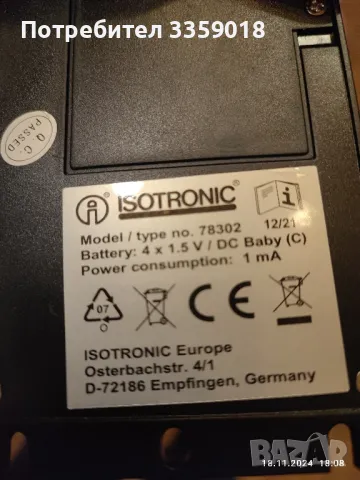 Потребител 3359018
Q.C.
PASSED
i ISOTRONIC® i
Model / type no. 78302 12/21
Battery: 4 x 1.5 V / DC Baby (C)
Power consumption: 1 mA
07
O
CE
ISOTRONIC Europe
Osterbachstr. 4/1
D-72186 Empfingen, Germany
BAZAR
18.11.2024 18:08